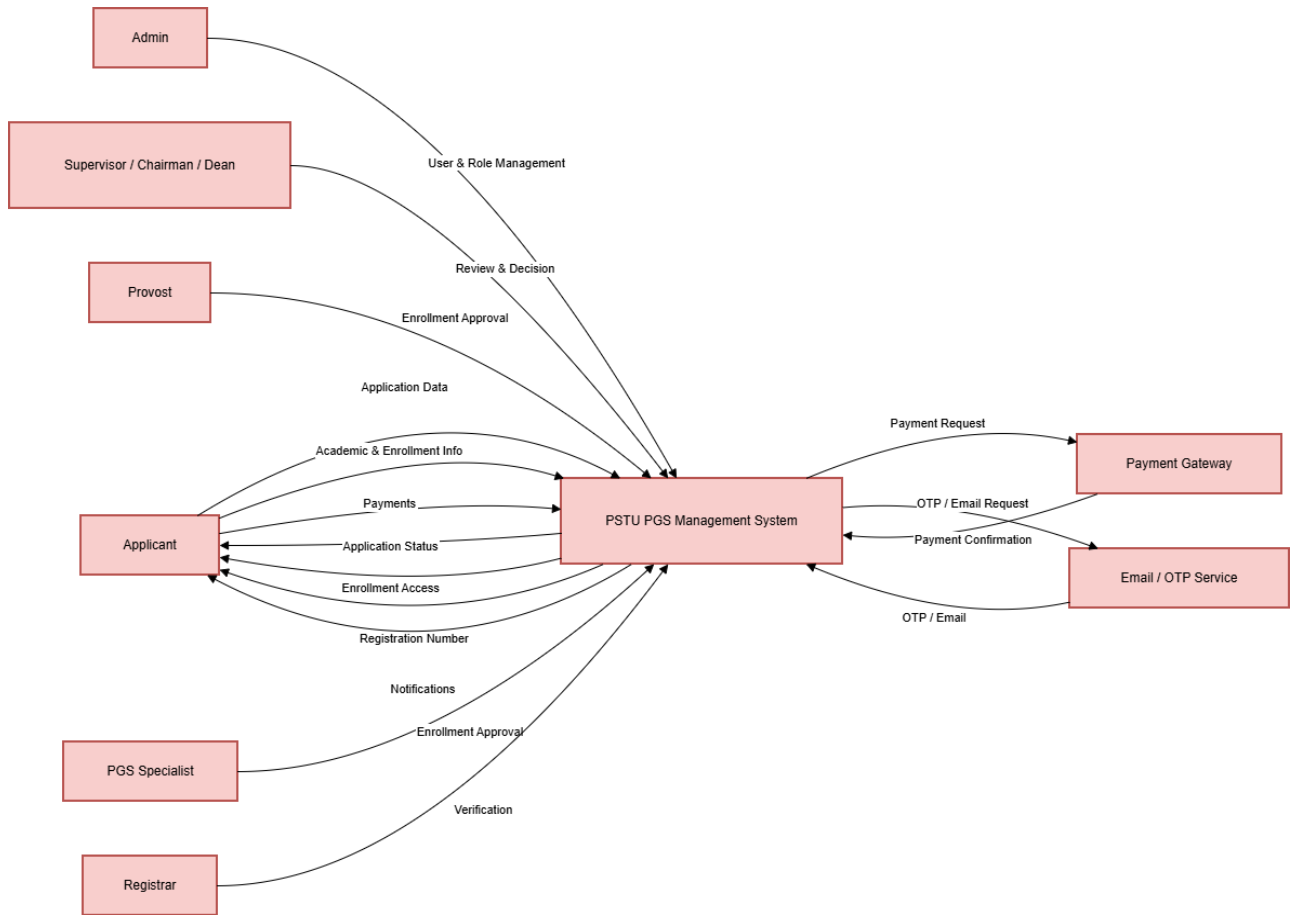 Admin
User & Role Management
Supervisor / Chairman / Dean
Review & Decision
Provost
Enrollment Approval
Application Data
Academic & Enrollment Info
Payments
Applicant
Application Status
Enrollment Access
Registration Number
Notifications
PSTU PGS Management System
Payment Request
Payment Gateway
OTP / Email Request
Payment Confirmation
Email / OTP Service
OTP / Email
Enrollment Approval
PGS Specialist
Verification
Registrar